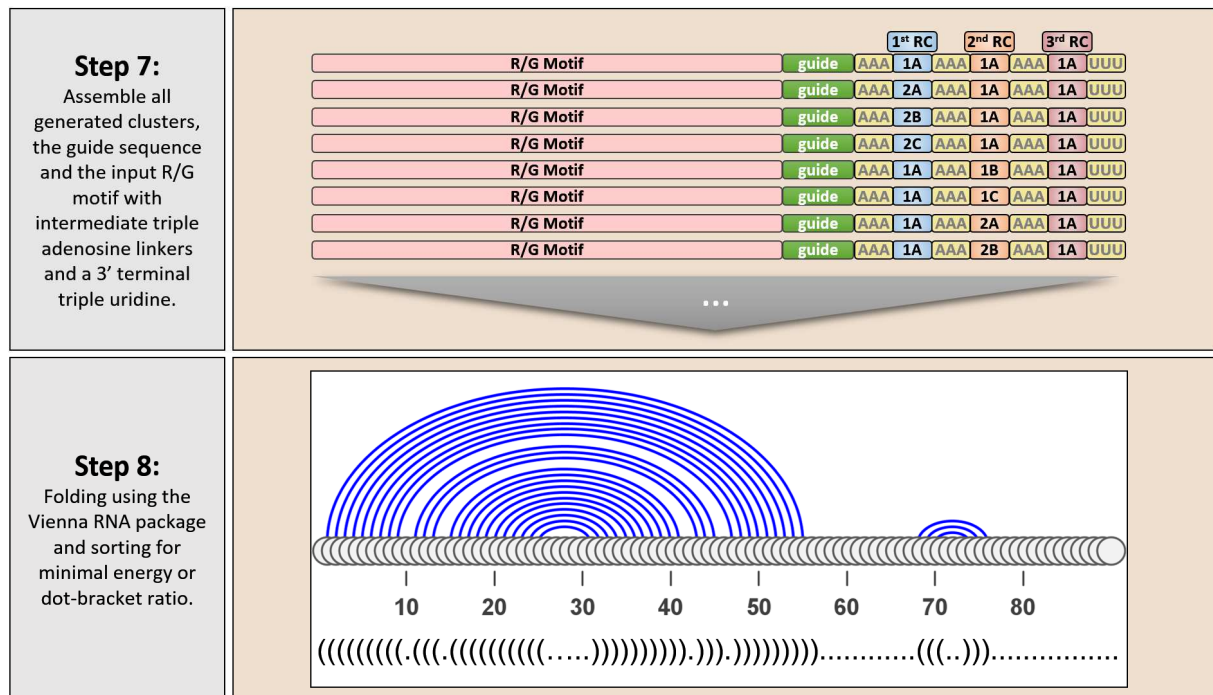 Step 7:
Assemble all
generated clusters,
the guide sequence
and the input R/G
motif with
intermediate triple
adenosine linkers
and a 3’ terminal
triple uridine.
1st RC 2nd RC 3rd RC
R/G Motif guide AAA 1A AAA 1A AAA 1A UUU
R/G Motif guide AAA 2A AAA 1A AAA 1A UUU
R/G Motif guide AAA 2B AAA 1A AAA 1A UUU
R/G Motif guide AAA 2C AAA 1A AAA 1A UUU
R/G Motif guide AAA 1A AAA 1B AAA 1A UUU
R/G Motif guide AAA 1A AAA 1C AAA 1A UUU
R/G Motif guide AAA 1A AAA 2A AAA 1A UUU
R/G Motif guide AAA 1A AAA 2B AAA 1A UUU
...
Step 8:
Folding using the
Vienna RNA package
and sorting for
minimal energy or
dot-bracket ratio.
10 20 30 40 50 60 70 80
(((((((((.(((.(((((((((((.....))))))))))).))).)))))))))............(((...)))..............